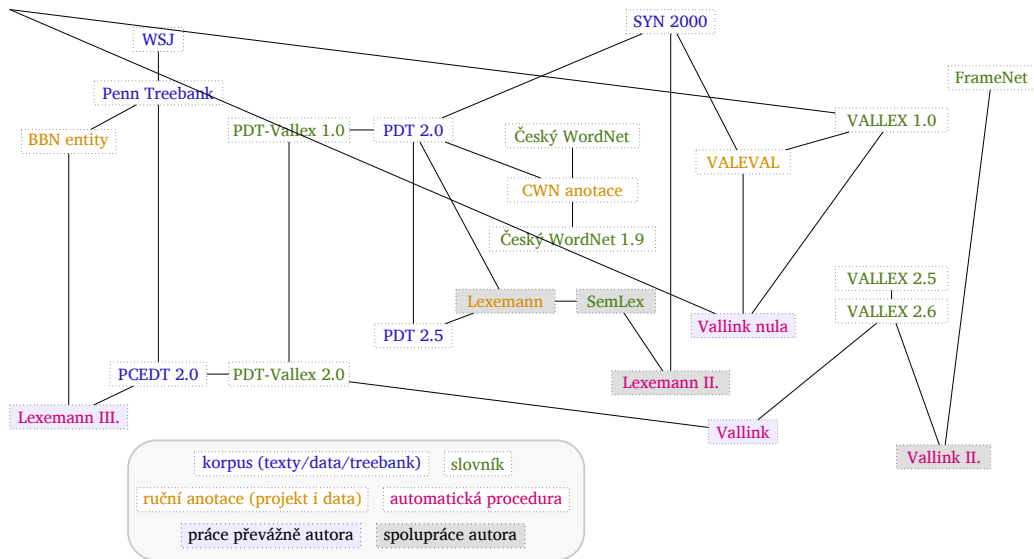 SYN 2000
WSJ
FrameNet
Penn Treebank
VALLEX 1.0
PDT-Vallex 1.0
PDT 2.0
Český WordNet
BBN entity
VALEVAL
CWN anotace
Český WordNet 1.9
VALLEX 2.5
Lexemann
SemLex
VALLEX 2.6
Vallink nula
PDT 2.5
PCEDT 2.0
PDT-Vallex 2.0
Lexemann II.
Lexemann III.
Vallink
Vallink II.
korpus (texty/data/treebank)
slovník
ruční anotace (projekt i data)
automatická procedura
práce převážně autora
spolupráce autora